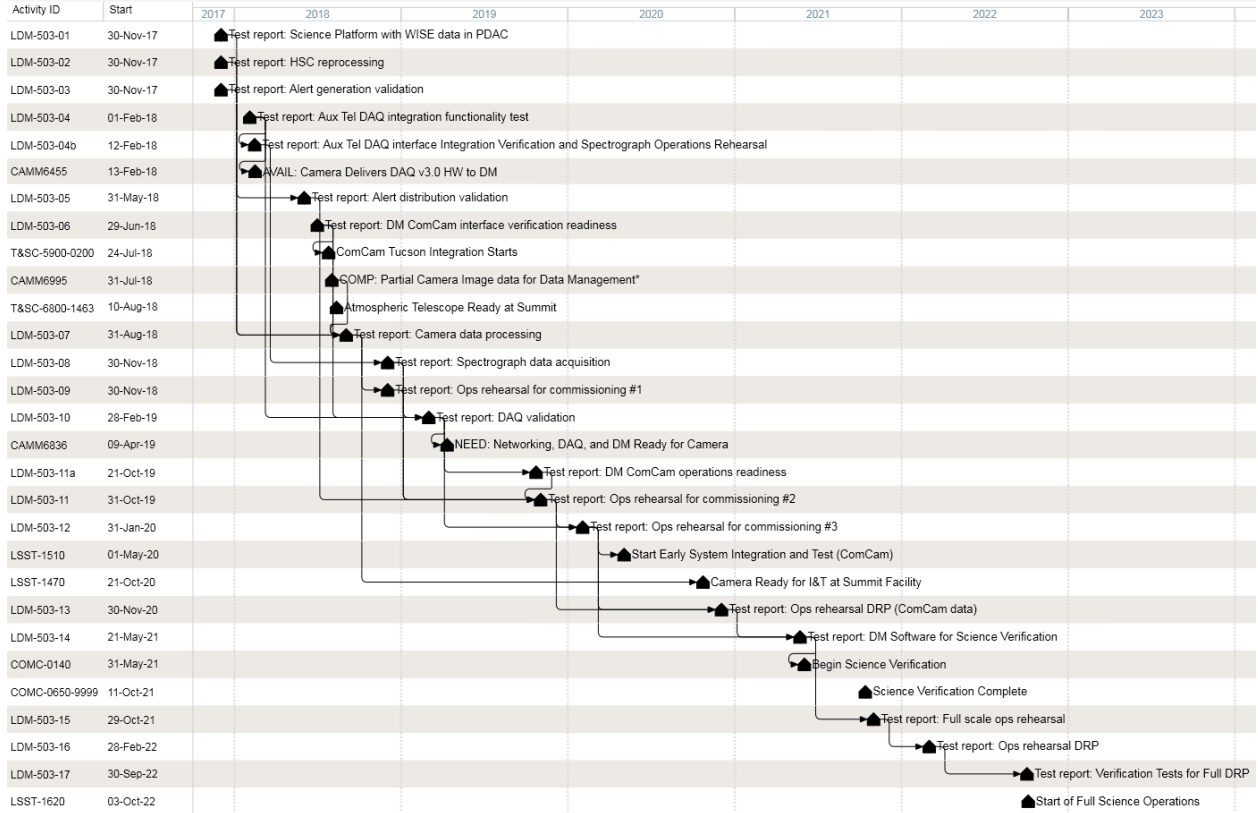 Activity ID Start 2017 2018 2019 2020 2021 2022 2023
LDM-503-01 30-Nov-17 Test report: Science Platform with WISE data in PDAC
LDM-503-02 30-Nov-17 Test report: HSC reprocessing
LDM-503-03 30-Nov-17 Test report: Alert generation validation
LDM-503-04 01-Feb-18 Test report: Aux Tel DAQ integration functionality test
LDM-503-04b 12-Feb-18 Test report: Aux Tel DAQ interface Integration Verification and Spectrograph Operations Rehearsal
CAMM6455 13-Feb-18 AVAIL: Camera Delivers DAQ v3.0 HW to DM
LDM-503-05 31-May-18 Test report: Alert distribution validation
LDM-503-06 29-Jun-18 Test report: DM ComCam interface verification readiness
T&SC-5900-0200 24-Jul-18 ComCam Tucson Integration Starts
CAMM6995 31-Jul-18 COMP: Partial Camera Image data for Data Management*
T&SC-6800-1463 10-Aug-18 Atmospheric Telescope Ready at Summit
LDM-503-07 31-Aug-18 Test report: Camera data processing
LDM-503-08 30-Nov-18 Test report: Spectrograph data acquisition
LDM-503-09 30-Nov-18 Test report: Ops rehearsal for commissioning #1
LDM-503-10 28-Feb-19 Test report: DAQ validation
CAMM6836 09-Apr-19 NEED: Networking, DAQ, and DM Ready for Camera
LDM-503-11a 21-Oct-19 Test report: DM ComCam operations readiness
LDM-503-11 31-Oct-19 Test report: Ops rehearsal for commissioning #2
LDM-503-12 31-Jan-20 Test report: Ops rehearsal for commissioning #3
LSST-1510 01-May-20 Start Early System Integration and Test (ComCam)
LSST-1470 21-Oct-20 Camera Ready for I&T at Summit Facility
LDM-503-13 30-Nov-20 Test report: Ops rehearsal DRP (ComCam data)
LDM-503-14 21-May-21 Test report: DM Software for Science Verification
COMC-0140 31-May-21 Begin Science Verification
COMC-0650-9999 11-Oct-21 Science Verification Complete
LDM-503-15 29-Oct-21 Test report: Full scale ops rehearsal
LDM-503-16 28-Feb-22 Test report: Ops rehearsal DRP
LDM-503-17 30-Sep-22 Test report: Verification Tests for Full DRP
LSST-1620 03-Oct-22 Start of Full Science Operations